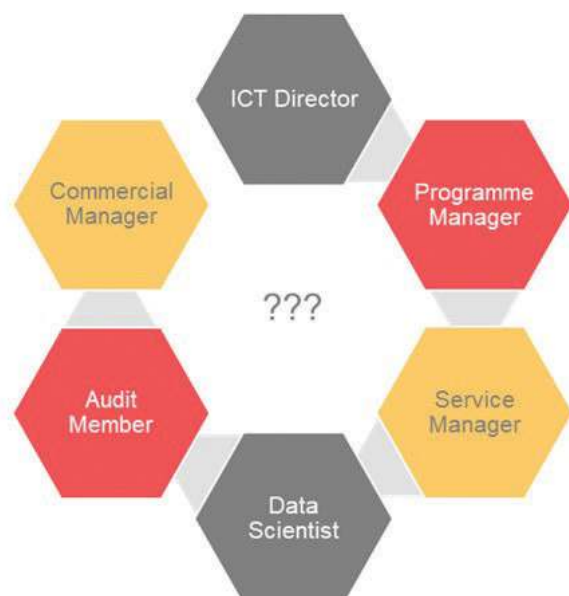 ICT Director
Commercial
Manager
Programme
Manager
???
Audit
Member
Service
Manager
Data
Scientist